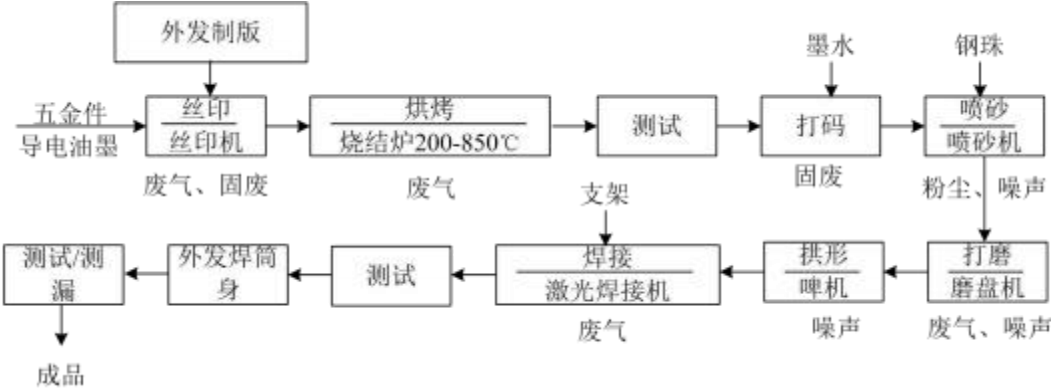 外发制版
墨水
钢珠
五金件
导电油墨
丝印
丝印机
烘烤
烧结炉200-850℃
测试
打码
喷砂
喷砂机
废气、固废
废气
固废
粉尘、噪声
支架
测试/测
漏
外发焊筒
身
测试
焊接
激光焊接机
拱形
啤机
打磨
磨盘机
废气
噪声
废气、噪声
成品